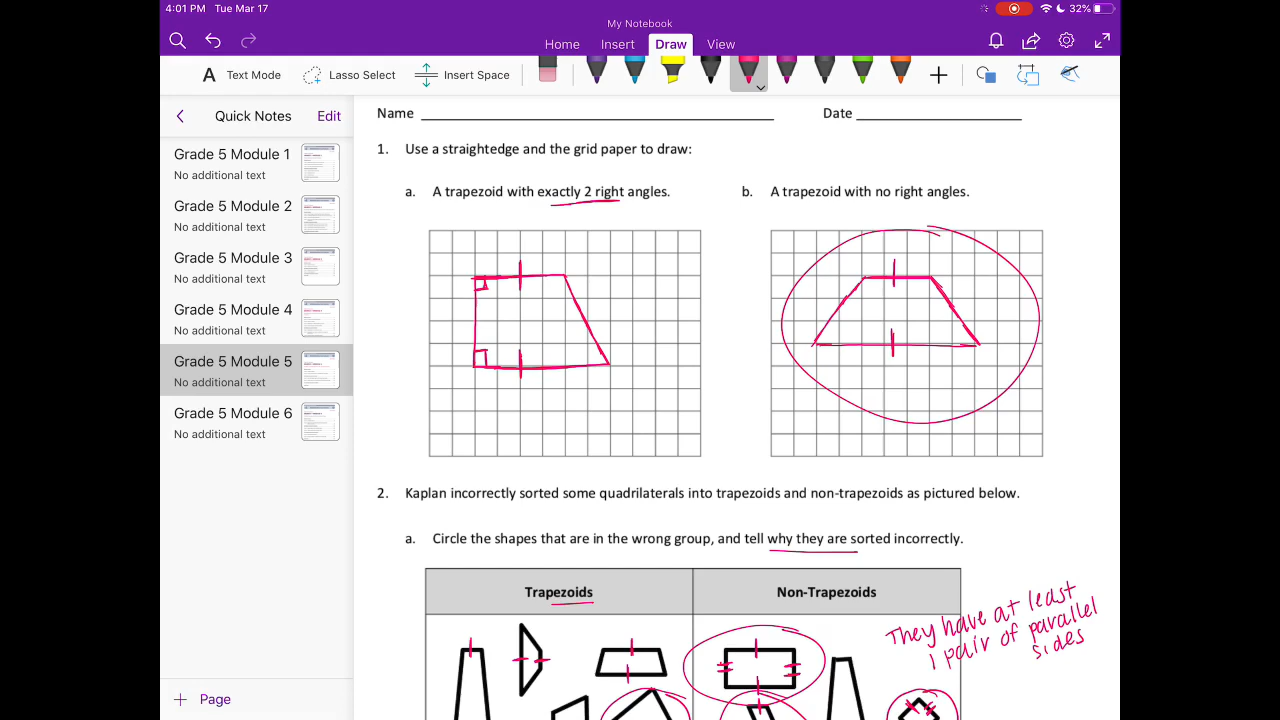 4:01 PM Tue Mar 17
32%
My Notebook
Home Insert Draw View
Text Mode Lasso Select Insert Space
Quick Notes Edit
Grade 5 Module 1
No additional text
Grade 5 Module 2
No additional text
Grade 5 Module 3
No additional text
Grade 5 Module 4
No additional text
Grade 5 Module 5
No additional text
Grade 5 Module 6
No additional text
Page
Name Date
1. Use a straightedge and the grid paper to draw:
a. A trapezoid with exactly 2 right angles.
b. A trapezoid with no right angles.
2. Kaplan incorrectly sorted some quadrilaterals into trapezoids and non-trapezoids as pictured below.
a. Circle the shapes that are in the wrong group, and tell why they are sorted incorrectly.
Trapezoids Non-Trapezoids
They have at least
1 pair of parallel
sides